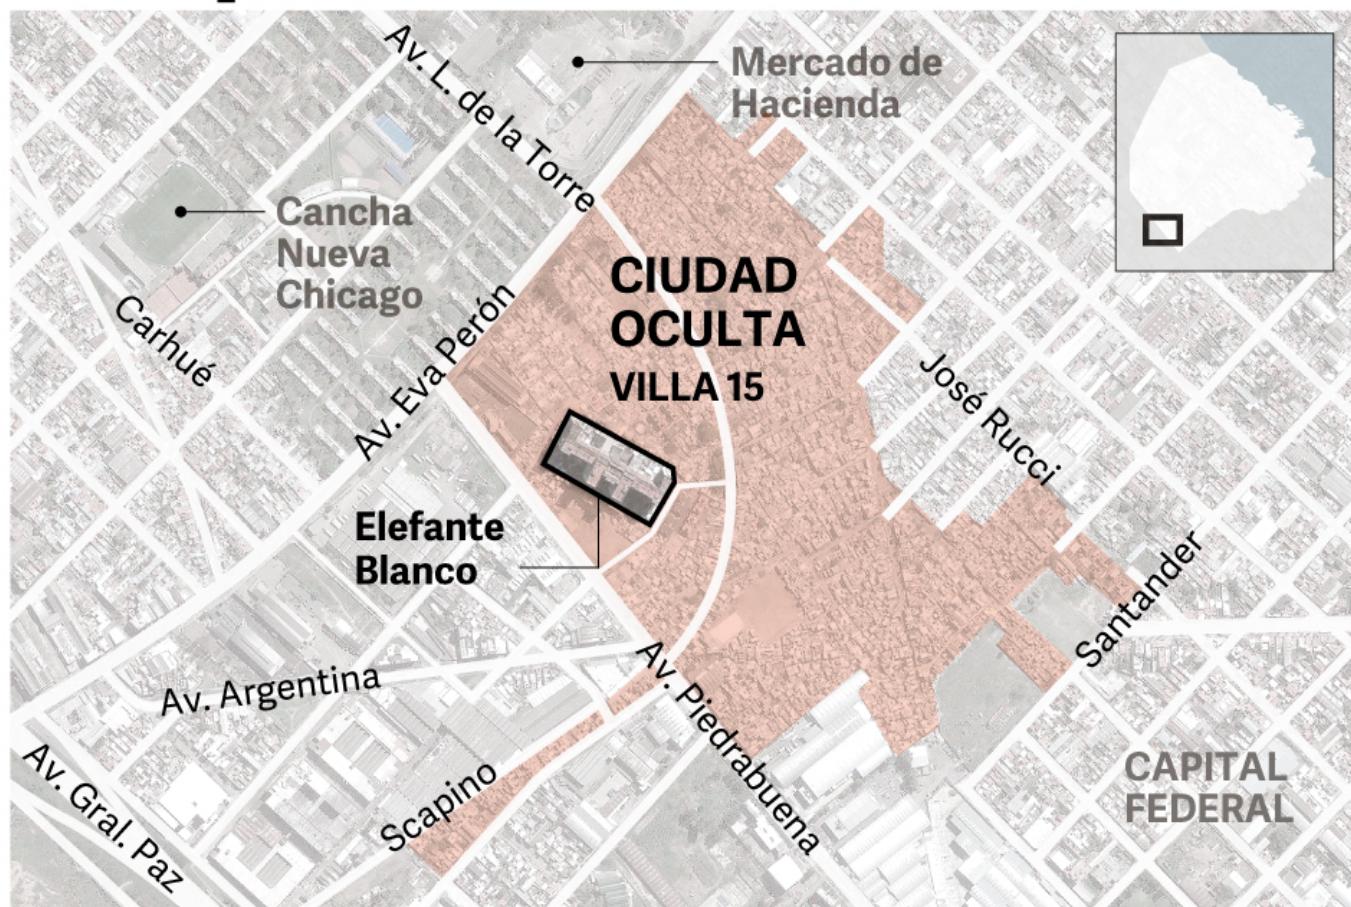 Av. L. de la Torre
Mercado de
Hacienda
Cancha
Nueva
Chicago
Carhué
Av. Eva Perón
CIUDAD
OCULTA
VILLA 15
José Rucci
Elefante
Blanco
Santander
Av. Argentina
Av. Piedrabuena
Av. Gral. Paz
Scapino
CAPITAL
FEDERAL